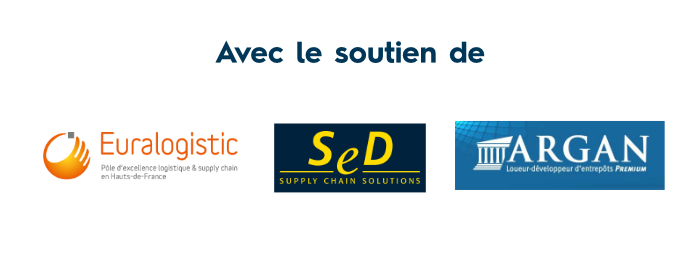 Avec le soutien de
Euralogistic
Pôle d'excellence logistique & supply chain
en Hauts-de-France
SeD
SUPPLY CHAIN SOLUTIONS
ARGAN
Loueur-développeur d'entrepôts PREMIUM